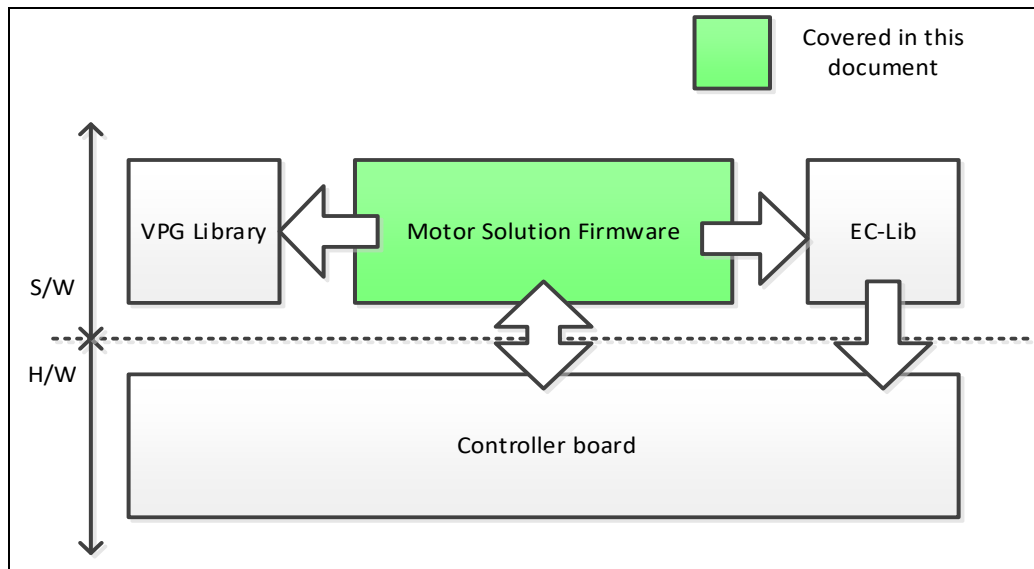 Covered in this
document
VPG Library
Motor Solution Firmware
EC-Lib
S/W
H/W
Controller board